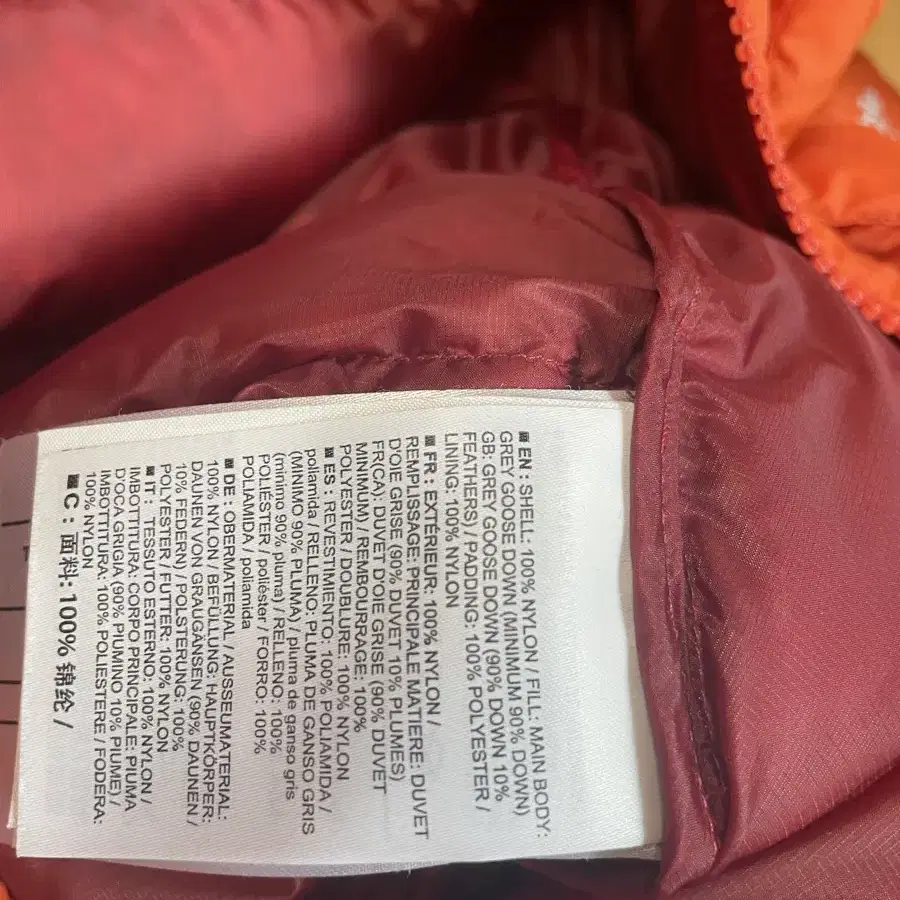 ■ EN : SHELL: 100% NYLON / FILL: MAIN BODY:
GREY GOOSE DOWN (MINIMUM 90% DOWN)
GB: GREY GOOSE DOWN (90% DOWN 10%
FEATHERS) / PADDING: 100% POLYESTER /
LINING: 100% NYLON
■ FR : EXTÉRIEUR: 100% NYLON /
REMPLISSAGE: PRINCIPALE MATIERE: DUVET
D'OIE GRISE (90% DUVET 10% PLUMES)
FR(CA): DUVET D'OIE GRISE (90% DUVET
MINIMUM) / REMBOURRAGE: 100%
POLYESTER / DOUBLURE: 100% NYLON
■ ES : REVESTIMIENTO: 100% POLIAMIDA /
poliamida / RELLENO: PLUMA DE GANSO GRIS
(MINIMO 90% PLUMA) / pluma de ganso gris
(minimo 90% pluma) / RELLENO: 100%
POLIÉSTER / poliéster / FORRO: 100%
POLIAMIDA / poliamida
■ DE : OBERMATERIAL / AUSSEUMATERIAL:
100% NYLON / BEFÜLLUNG: HAUPTKÖRPER:
DAUNEN VON GRAUGÄNSEN (90% DAUNEN /
10% FEDERN) / POLSTERUNG: 100%
POLYESTER / FUTTER: 100% NYLON
■ IT : TESSUTO ESTERNO: 100% NYLON /
IMBOTTITURA: CORPO PRINCIPALE: PIUMA
D'OCA GRIGIA (90% PIUMINO 10% PIUME) /
IMBOTTITURA: 100% POLIESTERE / FODERA:
100% NYLON
■ C : 面料: 100% 锦纶 /